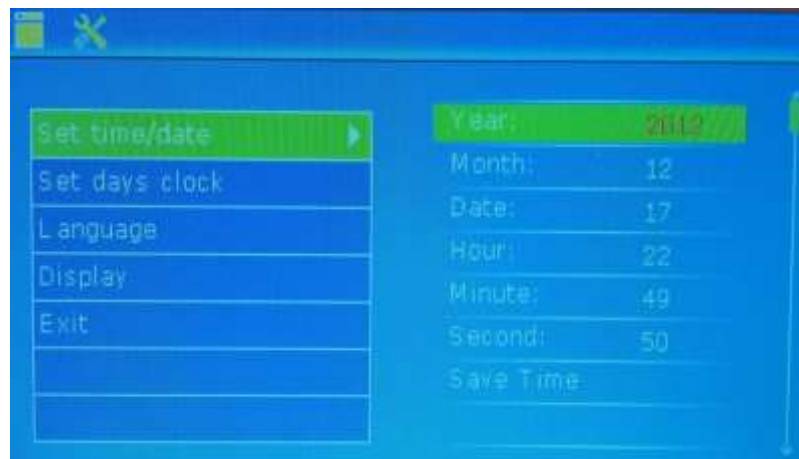 Set time/date
Set days clock
Language
Display
Exit
Year: 2012
Month: 12
Date: 17
Hour: 22
Minute: 49
Second: 50
Save Time